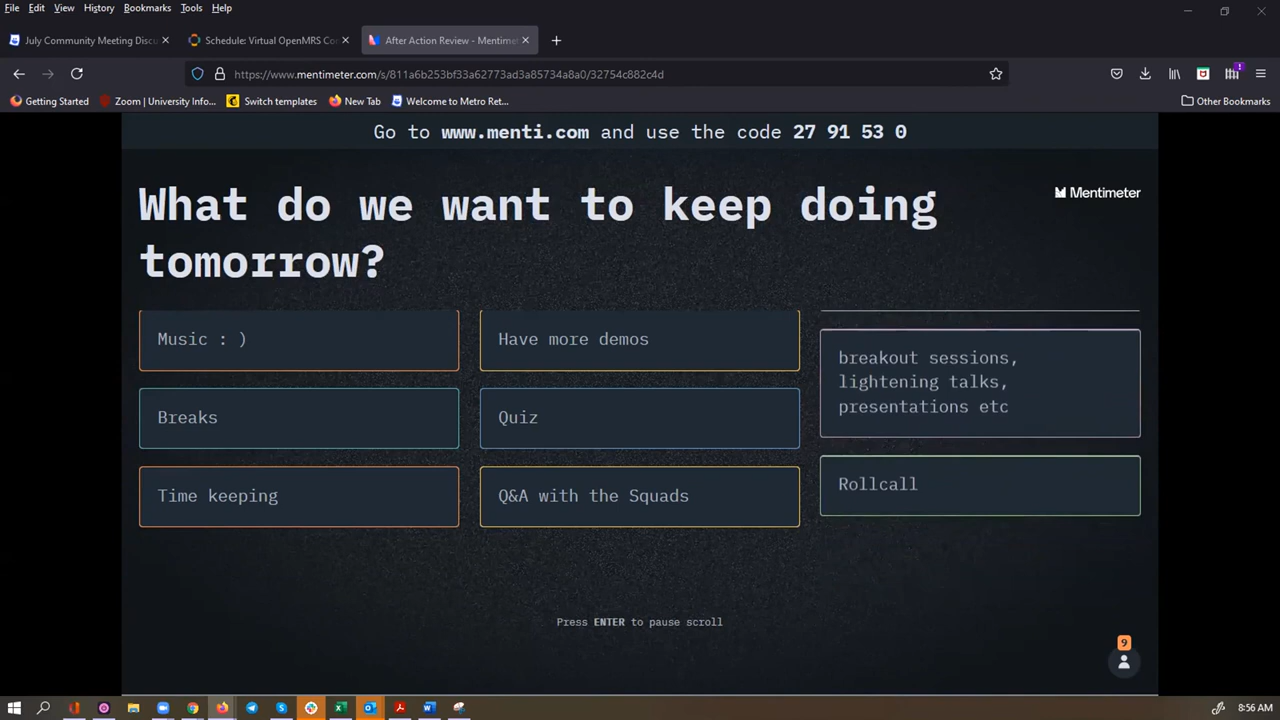 File Edit View History Bookmarks Tools Help
July Community Meeting Discu
Schedule: Virtual OpenMRS Co
After Action Review - Mentimet
https://www.mentimeter.com/s/811a6b253bf33a62773ad3a85734a8a0/32754c882c4d
Getting Started
Zoom | University Info...
Switch templates
New Tab
Welcome to Metro Ret...
Other Bookmarks
Go to www.menti.com and use the code 27 91 53 0
What do we want to keep doing
tomorrow?
Mentimeter
Music : )
Breaks
Time keeping
Have more demos
Quiz
Q&A with the Squads
breakout sessions,
lightening talks,
presentations etc
Rollcall
Press ENTER to pause scroll
9
8:56 AM